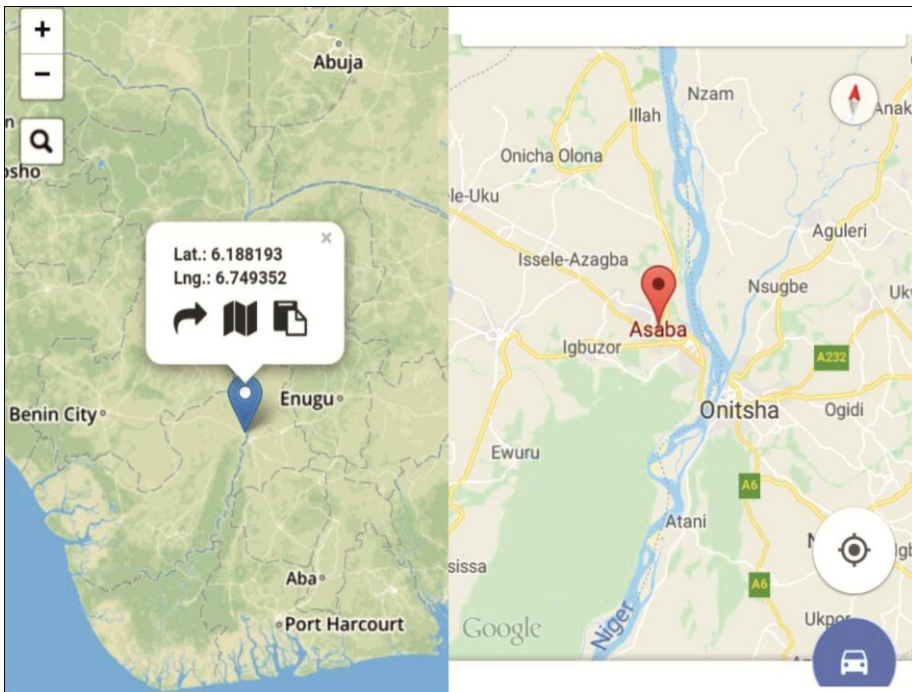 +
−
Abuja
osho
×
Lat.: 6.188193
Lng.: 6.749352
Enugu
Benin City
Aba
Port Harcourt
Nzam
Illah
Anak
Onicha Olona
le-Uku
Aguleri
Issele-Azagba
Nsugbe
Ukw
Asaba
Igbuzor
A232
Onitsha
Ogidi
Ewuru
A6
Atani
N
sissa
Igb
A6
Niger
Google
Ukpor